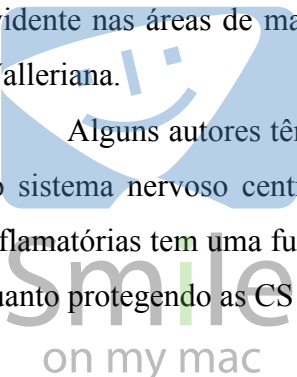 vidente nas áreas de ma
alleriana.
Alguns autores têm
o sistema nervoso centr
flamatórias tem uma fu
uanto protegendo as CS
Smile
on my mac